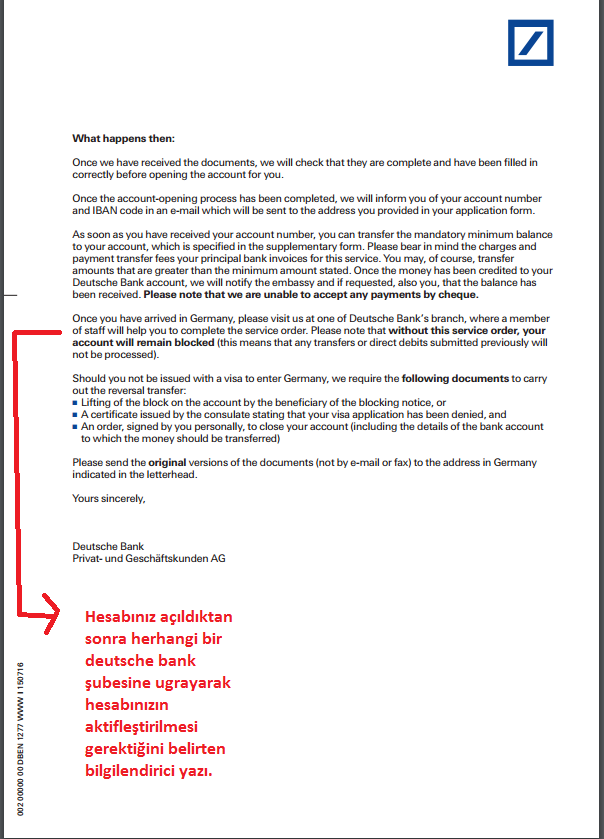 What happens then:
Once we have received the documents, we will check that they are complete and have been filled in
correctly before opening the account for you.
Once the account-opening process has been completed, we will inform you of your account number
and IBAN code in an e-mail which will be sent to the address you provided in your application form.
As soon as you have received your account number, you can transfer the mandatory minimum balance
to your account, which is specified in the supplementary form. Please bear in mind the charges and
payment transfer fees your principal bank invoices for this service. You may, of course, transfer
amounts that are greater than the minimum amount stated. Once the money has been credited to your
Deutsche Bank account, we will notify the embassy and if requested, also you, that the balance has
been received. Please note that we are unable to accept any payments by cheque.
Once you have arrived in Germany, please visit us at one of Deutsche Bank's branch, where a member
of staff will help you to complete the service order. Please note that without this service order, your
account will remain blocked (this means that any transfers or direct debits submitted previously will
not be processed).
Should you not be issued with a visa to enter Germany, we require the following documents to carry
out the reversal transfer:
■ Lifting of the block on the account by the beneficiary of the blocking notice, or
■ A certificate issued by the consulate stating that your visa application has been denied, and
■ An order, signed by you personally, to close your account (including the details of the bank account
to which the money should be transferred)
Please send the original versions of the documents (not by e-mail or fax) to the address in Germany
indicated in the letterhead.
Yours sincerely,
Deutsche Bank
Privat- und Geschäftskunden AG
Hesabınız açıldıktan
sonra herhangi bir
deutsche bank
şubesine ugrayarak
hesabınızın
aktifleştirilmesi
gerektiğini belirten
bilgilendirici yazı.
002 00000 00 DBEN 1277 WWW I 150716